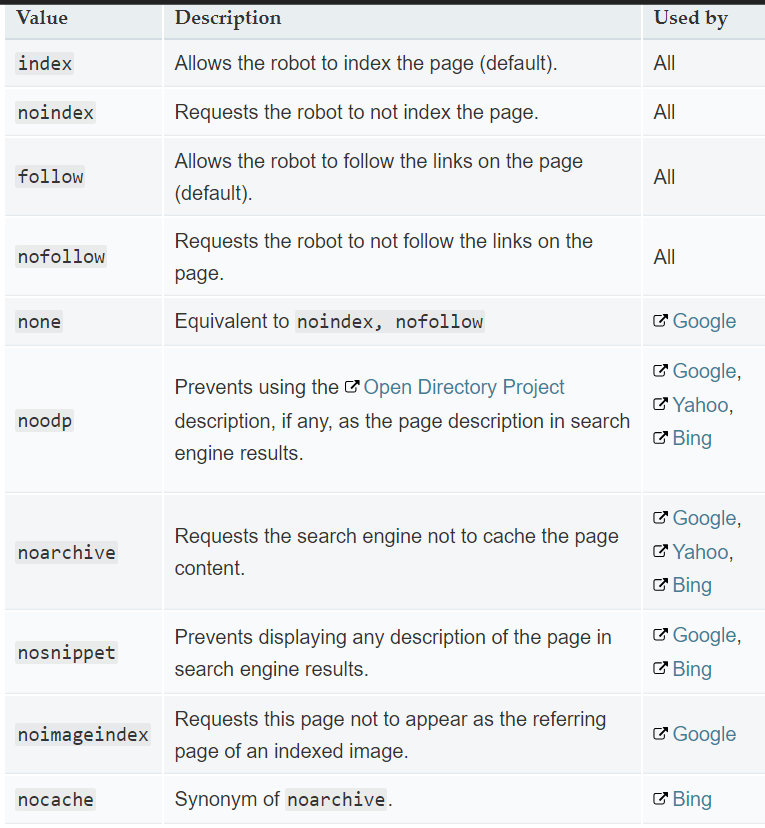 Value Description Used by
index Allows the robot to index the page (default). All
noindex Requests the robot to not index the page. All
follow Allows the robot to follow the links on the page
(default). All
nofollow Requests the robot to not follow the links on the
page. All
none Equivalent to noindex, nofollow Google
noodp Prevents using the Open Directory Project
description, if any, as the page description in search
engine results. Google,
Yahoo,
Bing
noarchive Requests the search engine not to cache the page
content. Google,
Yahoo,
Bing
nosnippet Prevents displaying any description of the page in
search engine results. Google,
Bing
noimageindex Requests this page not to appear as the referring
page of an indexed image. Google
nocache Synonym of noarchive. Bing